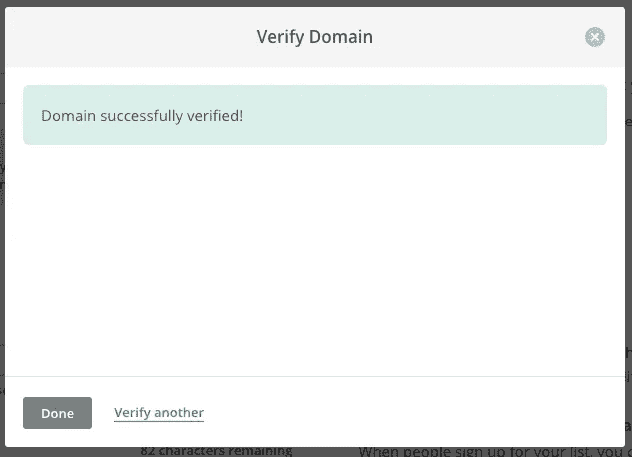 Verify Domain
Domain successfully verified!
Done
Verify another
82 characters remaining
When people sign up for your list, you